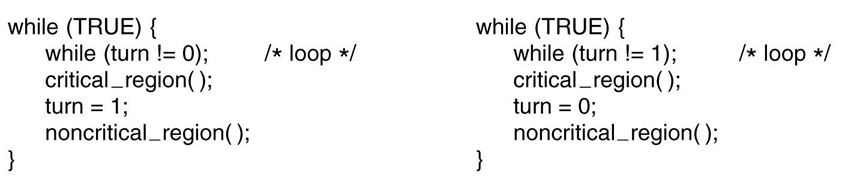 while (TRUE) {
    while (turn != 0);        /* loop */
    critical_region( );
    turn = 1;
    noncritical_region( );
}
while (TRUE) {
    while (turn != 1);        /* loop */
    critical_region( );
    turn = 0;
    noncritical_region( );
}